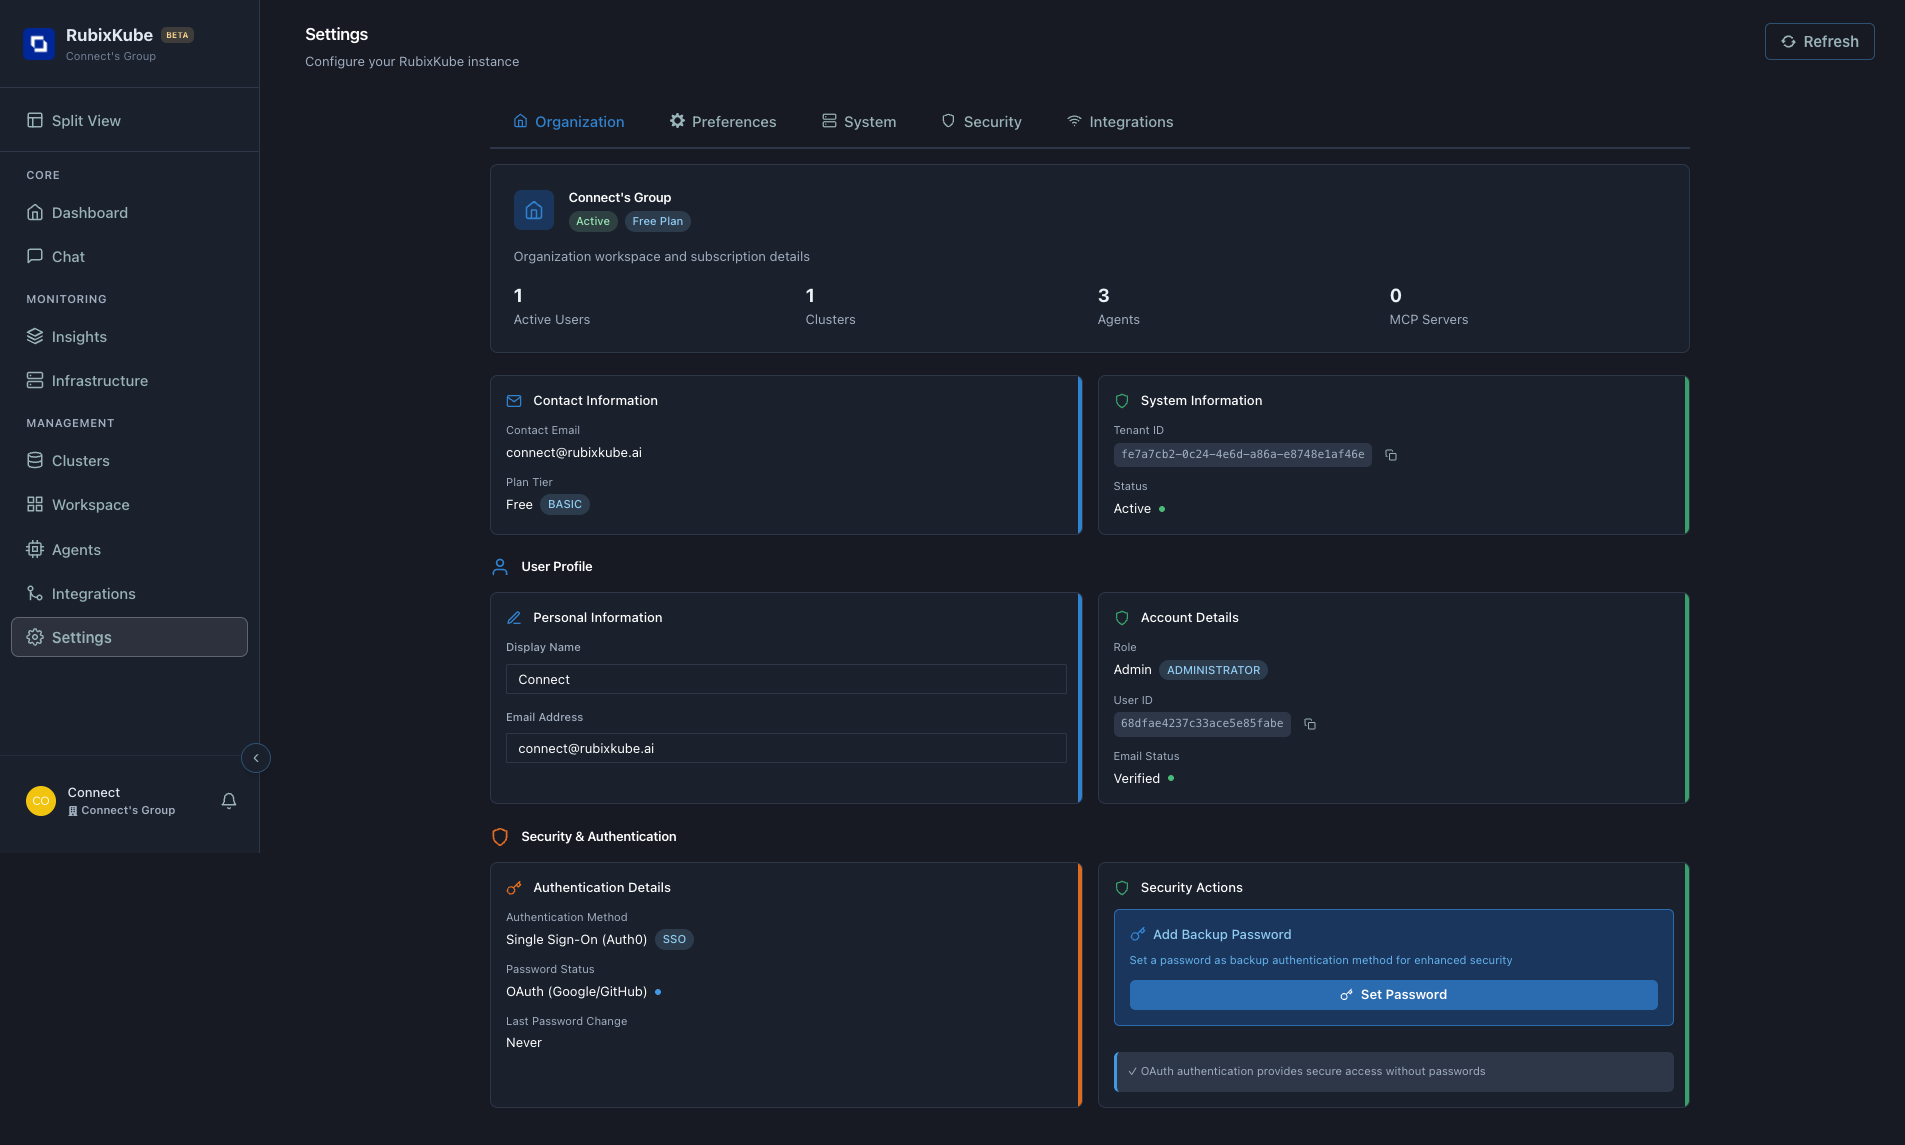 RubixKube BETA
Connect's Group
Split View
CORE
Dashboard
Chat
MONITORING
Insights
Infrastructure
MANAGEMENT
Clusters
Workspace
Agents
Integrations
Settings
CO
Connect
Connect's Group
Settings
Configure your RubixKube instance
Refresh
Organization Preferences System Security Integrations
Connect's Group
Active Free Plan
Organization workspace and subscription details
1 1 3 0
Active Users Clusters Agents MCP Servers
Contact Information
Contact Email
connect@rubixkube.ai
Plan Tier
Free BASIC
System Information
Tenant ID
fe7a7cb2-0c24-4e6d-a86a-e8748e1af46e
Status
Active
User Profile
Personal Information
Display Name
Connect
Email Address
connect@rubixkube.ai
Account Details
Role
Admin ADMINISTRATOR
User ID
68dfae4237c33ace5e85fabe
Email Status
Verified
Security & Authentication
Authentication Details
Authentication Method
Single Sign-On (Auth0) SSO
Password Status
OAuth (Google/GitHub)
Last Password Change
Never
Security Actions
Add Backup Password
Set a password as backup authentication method for enhanced security
Set Password
✓ OAuth authentication provides secure access without passwords